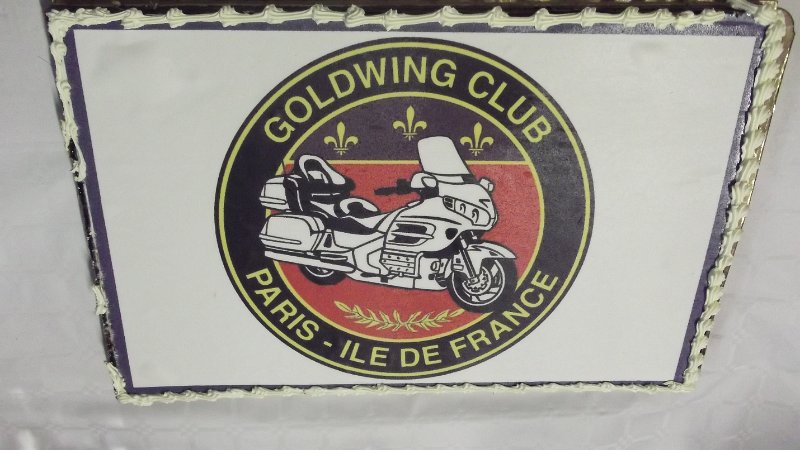 GOLDWING CLUB
PARIS - ILE DE FRANCE